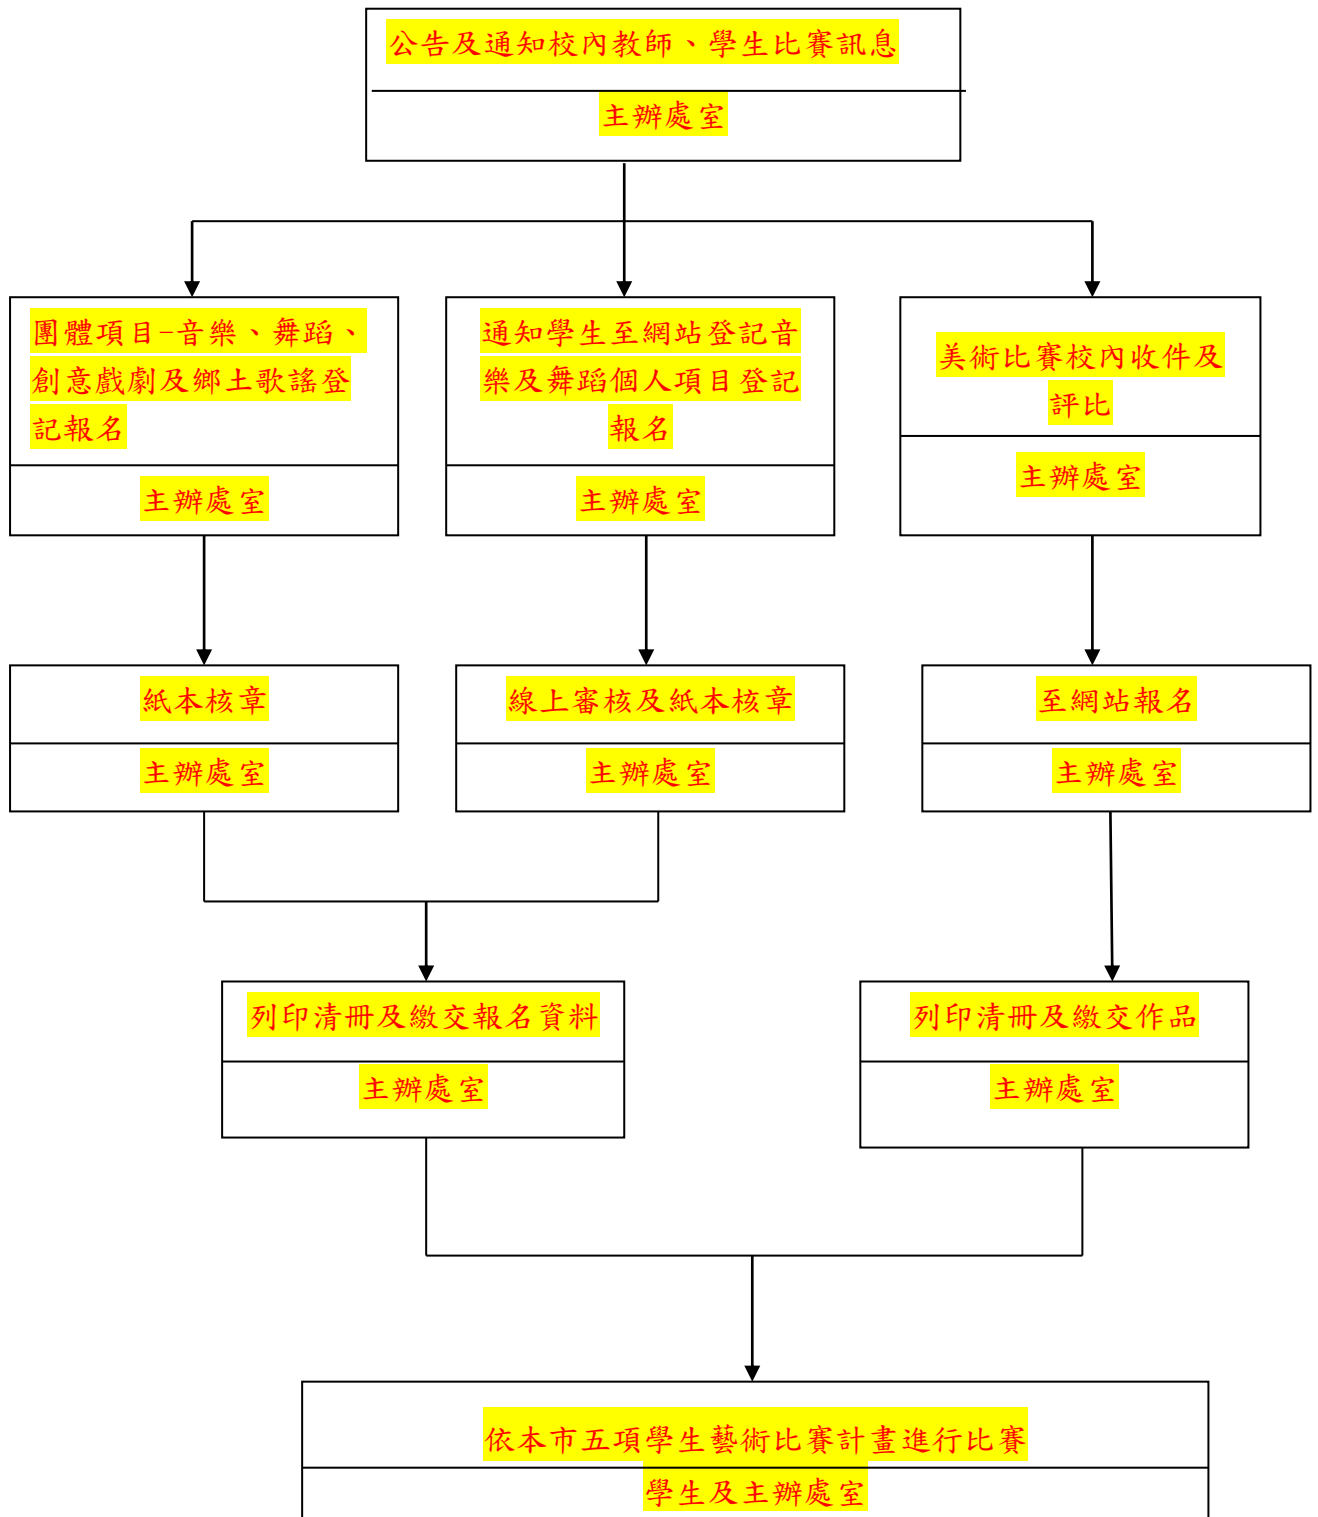 公告及通知校內教師、學生比賽訊息
主辦處室
團體項目-音樂、舞蹈、
創意戲劇及鄉土歌謠登
記報名
主辦處室
通知學生至網站登記音
樂及舞蹈個人項目登記
報名
主辦處室
美術比賽校內收件及
評比
主辦處室
紙本核章
主辦處室
線上審核及紙本核章
主辦處室
至網站報名
主辦處室
列印清冊及繳交報名資料
主辦處室
列印清冊及繳交作品
主辦處室
依本市五項學生藝術比賽計畫進行比賽
學生及主辦處室